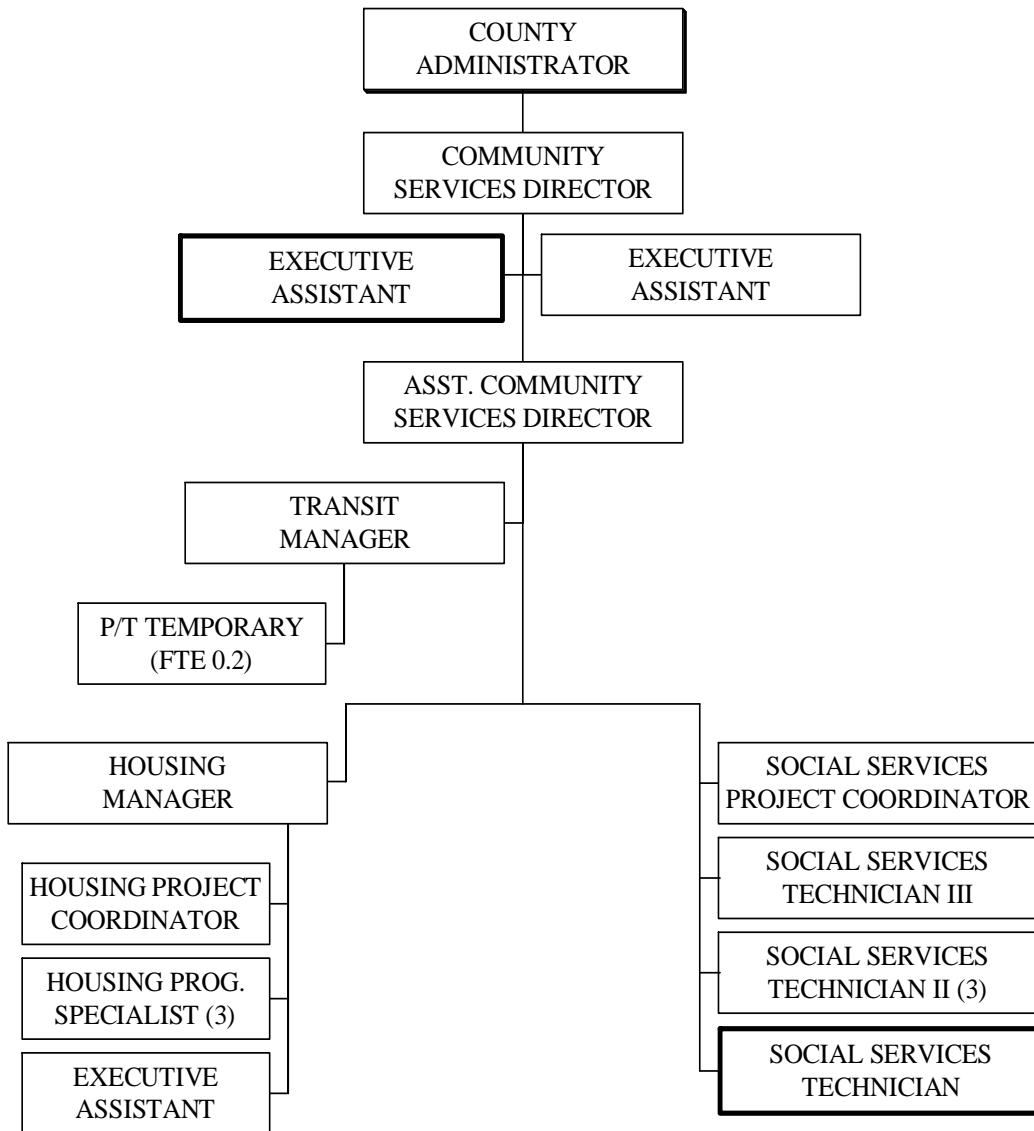 COUNTY
ADMINISTRATOR
COMMUNITY
SERVICES DIRECTOR
EXECUTIVE
ASSISTANT
EXECUTIVE
ASSISTANT
ASST. COMMUNITY
SERVICES DIRECTOR
TRANSIT
MANAGER
P/T TEMPORARY
(FTE 0.2)
HOUSING
MANAGER
HOUSING PROJECT
COORDINATOR
HOUSING PROG.
SPECIALIST (3)
EXECUTIVE
ASSISTANT
SOCIAL SERVICES
PROJECT COORDINATOR
SOCIAL SERVICES
TECHNICIAN III
SOCIAL SERVICES
TECHNICIAN II (3)
SOCIAL SERVICES
TECHNICIAN